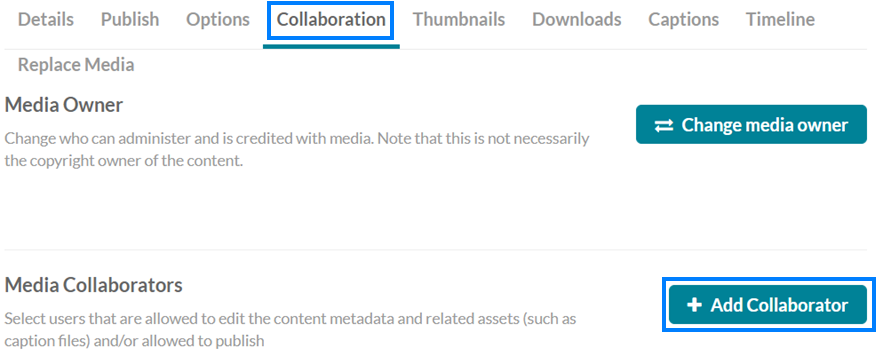 Details Publish Options Collaboration Thumbnails Downloads Captions Timeline
Replace Media
Media Owner
Change who can administer and is credited with media. Note that this is not necessarily
the copyright owner of the content.
Change media owner
Media Collaborators
Select users that are allowed to edit the content metadata and related assets (such as
caption files) and/or allowed to publish
Add Collaborator